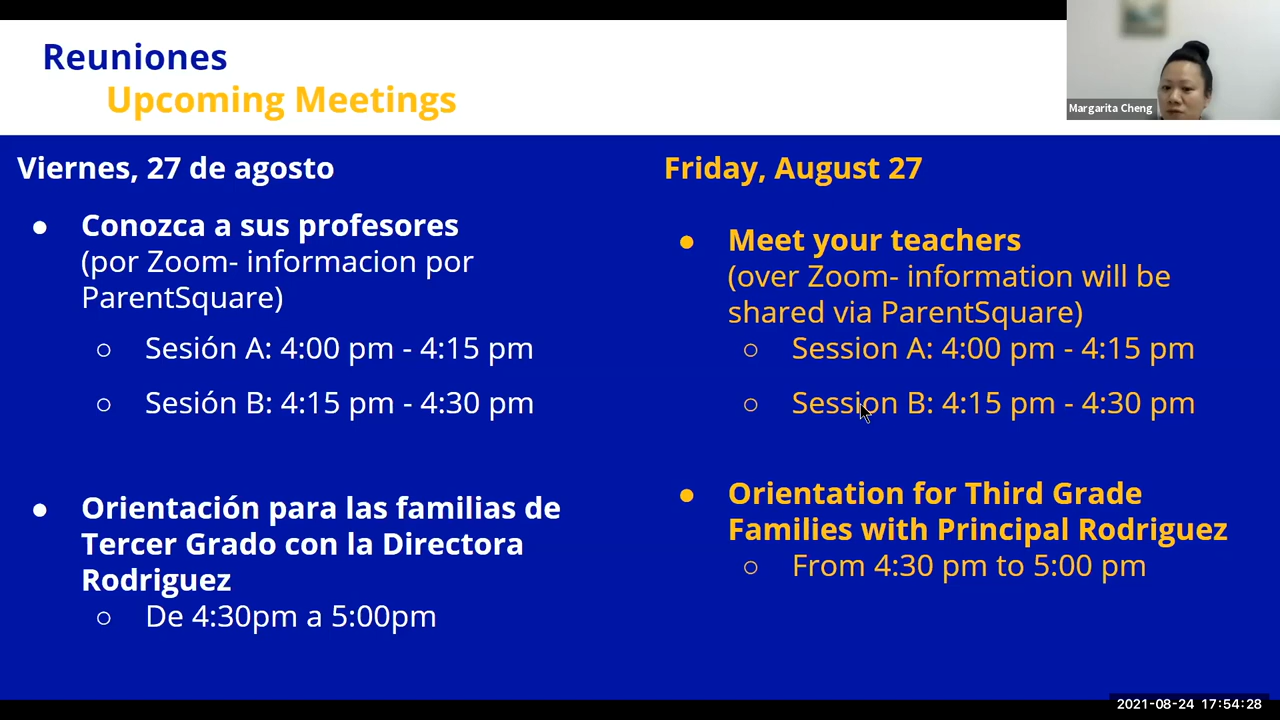 Reuniones
Upcoming Meetings
Margarita Cheng
Viernes, 27 de agosto
● Conozca a sus profesores
(por Zoom- informacion por
ParentSquare)
○ Sesión A: 4:00 pm - 4:15 pm
○ Sesión B: 4:15 pm - 4:30 pm
● Orientación para las familias de
Tercer Grado con la Directora
Rodriguez
○ De 4:30pm a 5:00pm
Friday, August 27
● Meet your teachers
(over Zoom- information will be
shared via ParentSquare)
○ Session A: 4:00 pm - 4:15 pm
○ Session B: 4:15 pm - 4:30 pm
● Orientation for Third Grade
Families with Principal Rodriguez
○ From 4:30 pm to 5:00 pm
2021-08-24 17:54:28